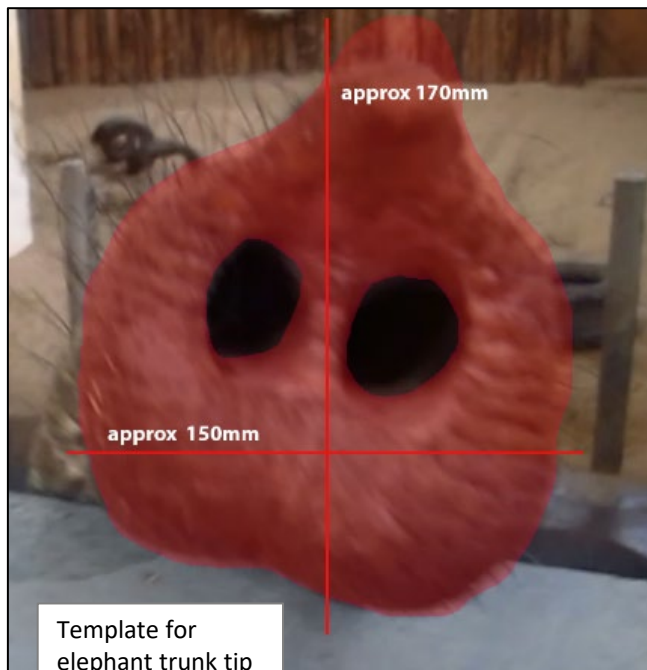 approx 170mm
approx 150mm
Template for
elephant trunk tip